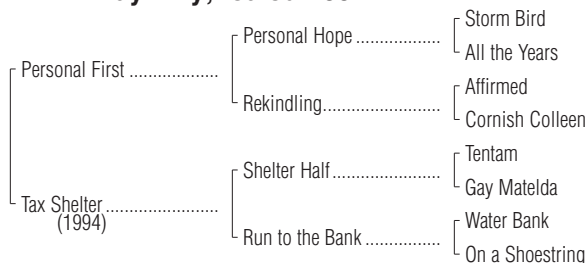 Storm Bird
Personal Hope
All the Years
Personal First
Affirmed
Rekindling
Cornish Colleen
Tentam
Shelter Half
Gay Matelda
Tax Shelter
(1994)
Water Bank
Run to the Bank
On a Shoestring